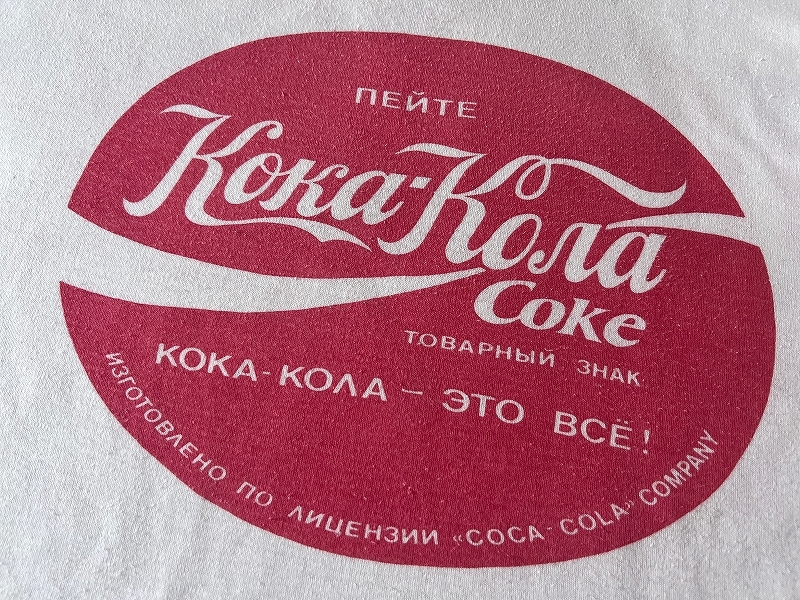 ПЕЙТЕ
Кока-Кола
Coke
ТОВАРНЫЙ ЗНАК
КОКА-КОЛА – ЭТО ВСЁ!
ИЗГОТОВЛЕНО ПО ЛИЦЕНЗИИ «COCA-COLA» COMPANY